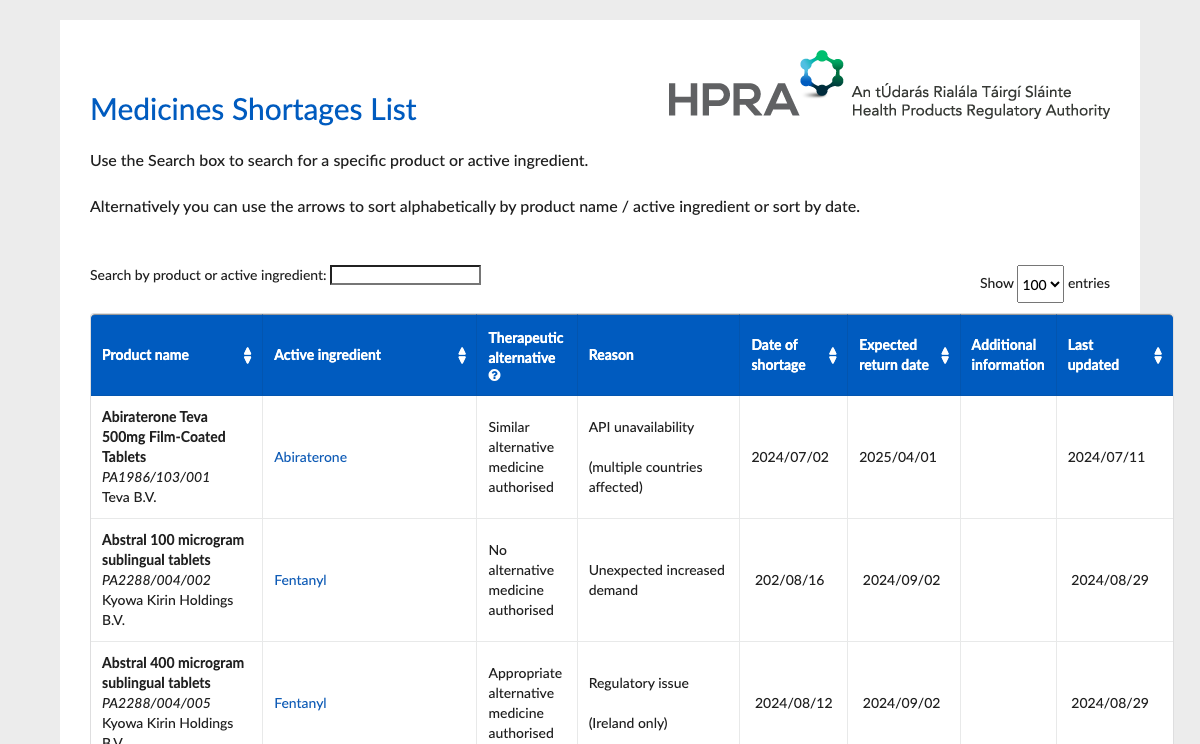 HPRA
An tÚdarás Rialála Táirgí Sláinte
Health Products Regulatory Authority
Medicines Shortages List
Use the Search box to search for a specific product or active ingredient.
Alternatively you can use the arrows to sort alphabetically by product name / active ingredient or sort by date.
Search by product or active ingredient:
Show 100 entries
Product name
Active ingredient
Therapeutic
alternative
?
Reason
Date of
shortage
Expected
return date
Additional
information
Last
updated
Abiraterone Teva
500mg Film-Coated
Tablets
PA1986/103/001
Teva B.V.
Abiraterone
Similar
alternative
medicine
authorised
API unavailability
(multiple countries
affected)
2024/07/02
2025/04/01
2024/07/11
Abstral 100 microgram
sublingual tablets
PA2288/004/002
Kyowa Kirin Holdings
B.V.
Fentanyl
No
alternative
medicine
authorised
Unexpected increased
demand
202/08/16
2024/09/02
2024/08/29
Abstral 400 microgram
sublingual tablets
PA2288/004/005
Kyowa Kirin Holdings
B.V.
Fentanyl
Appropriate
alternative
medicine
authorised
Regulatory issue
(Ireland only)
2024/08/12
2024/09/02
2024/08/29